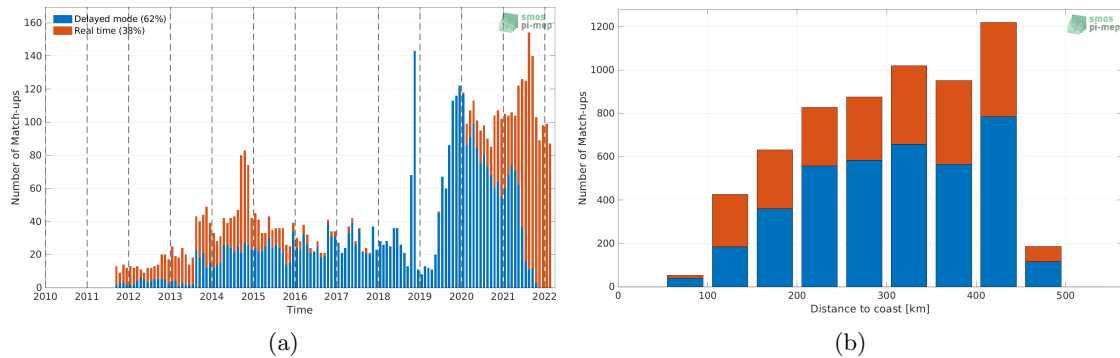 Delayed mode (62%)
Real time (38%)
smos
pi-mep
Number of Match-ups
160
140
120
100
80
60
40
20
0
2010 2011 2012 2013 2014 2015 2016 2017 2018 2019 2020 2021 2022
Time
(a)
smos
pi-mep
Number of Match-ups
1200
1000
800
600
400
200
0
0 100 200 300 400 500
Distance to coast [km]
(b)